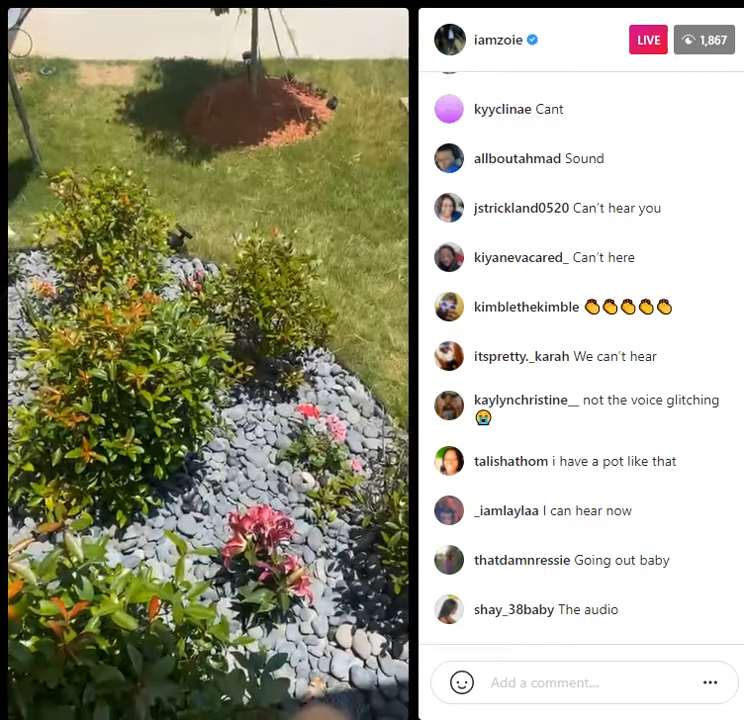 iamzoie
LIVE
1,867
kyyclinae Cant
allboutahmad Sound
jstrickland0520 Can't hear you
kiyanevacared_ Can't here
kimblethekimble 👏👏👏👏👏
itspretty._karah We can't hear
kaylynchristine__ not the voice glitching
😭
talishathom i have a pot like that
_iamlaylaa I can hear now
thatdamnressie Going out baby
shay_38baby The audio
Add a comment...